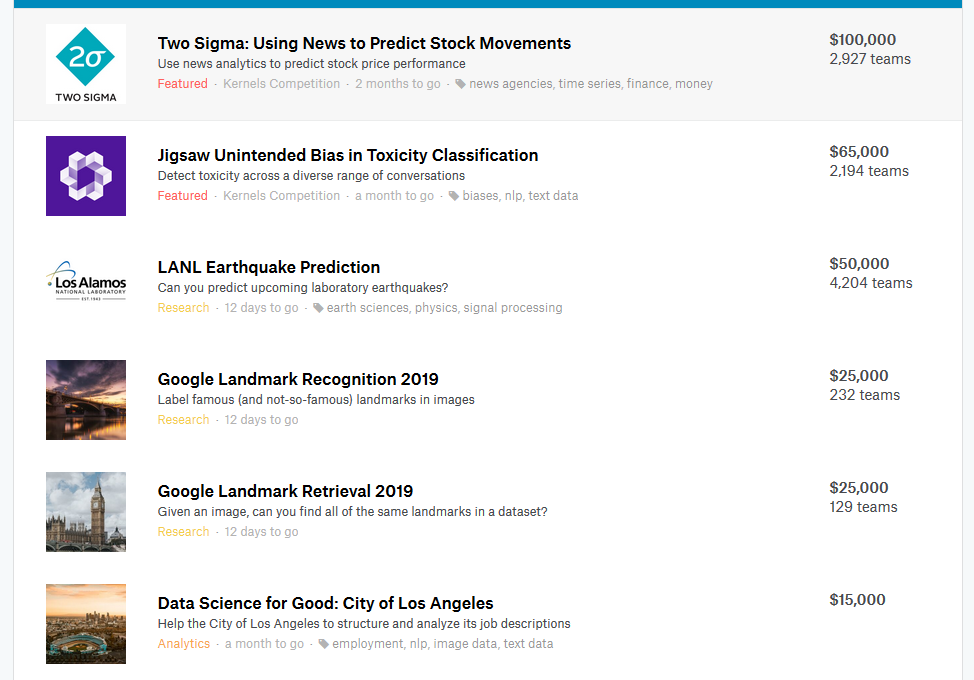 2σ
TWO SIGMA
Two Sigma: Using News to Predict Stock Movements
Use news analytics to predict stock price performance
Featured · Kernels Competition · 2 months to go · news agencies, time series, finance, money
$100,000
2,927 teams
Jigsaw Unintended Bias in Toxicity Classification
Detect toxicity across a diverse range of conversations
Featured · Kernels Competition · a month to go · biases, nlp, text data
$65,000
2,194 teams
Los Alamos
NATIONAL LABORATORY
EST.1943
LANL Earthquake Prediction
Can you predict upcoming laboratory earthquakes?
Research · 12 days to go · earth sciences, physics, signal processing
$50,000
4,204 teams
Google Landmark Recognition 2019
Label famous (and not-so-famous) landmarks in images
Research · 12 days to go
$25,000
232 teams
Google Landmark Retrieval 2019
Given an image, can you find all of the same landmarks in a dataset?
Research · 12 days to go
$25,000
129 teams
Data Science for Good: City of Los Angeles
Help the City of Los Angeles to structure and analyze its job descriptions
Analytics · a month to go · employment, nlp, image data, text data
$15,000